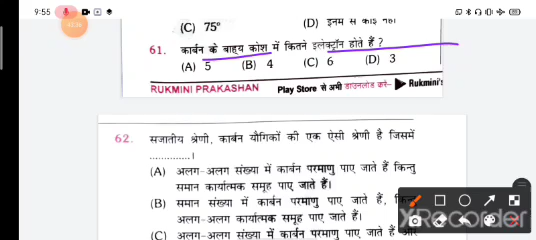 9:55
(C) 75° (D) इनमें से कोई नहीं
61. कार्बन के बाह्य कोश में कितने इलेक्ट्रॉन होते हैं ?
(A) 5 (B) 4 (C) 6 (D) 3
RUKMINI PRAKASHAN Play Store से अभी डाउनलोड करे- Rukmini's
62. सजातीय श्रेणी, कार्बन यौगिकों की एक ऐसी श्रेणी है जिसमें
..............।
(A) अलग-अलग संख्या में कार्बन परमाणु पाए जाते हैं किन्तु
समान कार्यात्मक समूह पाए जाते हैं।
(B) समान संख्या में कार्बन परमाणु पाए जाते हैं,
अलग-अलग कार्यात्मक समूह पाए जाते हैं।
(C) अलग-अलग संख्या में कार्बन परमाणु पाए जाते हैं और
XRecorder